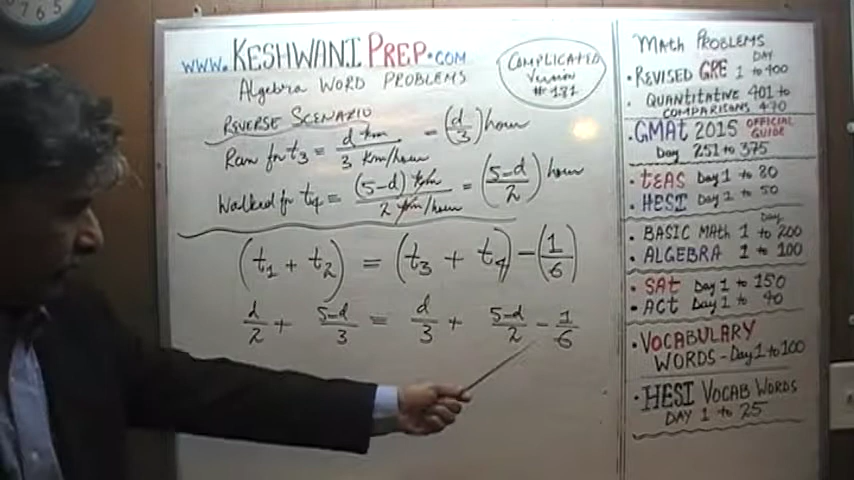 7 6 5
www.KESHWANI PREP.COM
Algebra WORD PROBLEMS
COMPLICATED
Version
# 181
REVERSE SCENARIO
Ran for t3 = d km / 3 km/hour = (d/3) hour
Walked for t4 = (5-d) km / 2 km/hour = (5-d/2) hour
(t1 + t2) = (t3 + t4) - (1/6)
d/2 + 5-d/3 = d/3 + 5-d/2 - 1/6
Math PROBLEMS
• REVISED GRE DAY 1 to 400
• QUANTITATIVE 401 to
COMPARISONS 470
• GMAt 2015 OFFICIAL GUIDE
Day 251 to 375
• tEAS Day 1 to 80
• HESI Day 1 to 50
• BASIC MAth Day 1 to 200
• ALGEBRA 1 to 100
• SAt Day 1 to 150
• ACt Day 1 to 40
• VOCABULARY
WORDS - Day 1 to 100
• HESI VOCAB WORDS
DAY 1 to 25